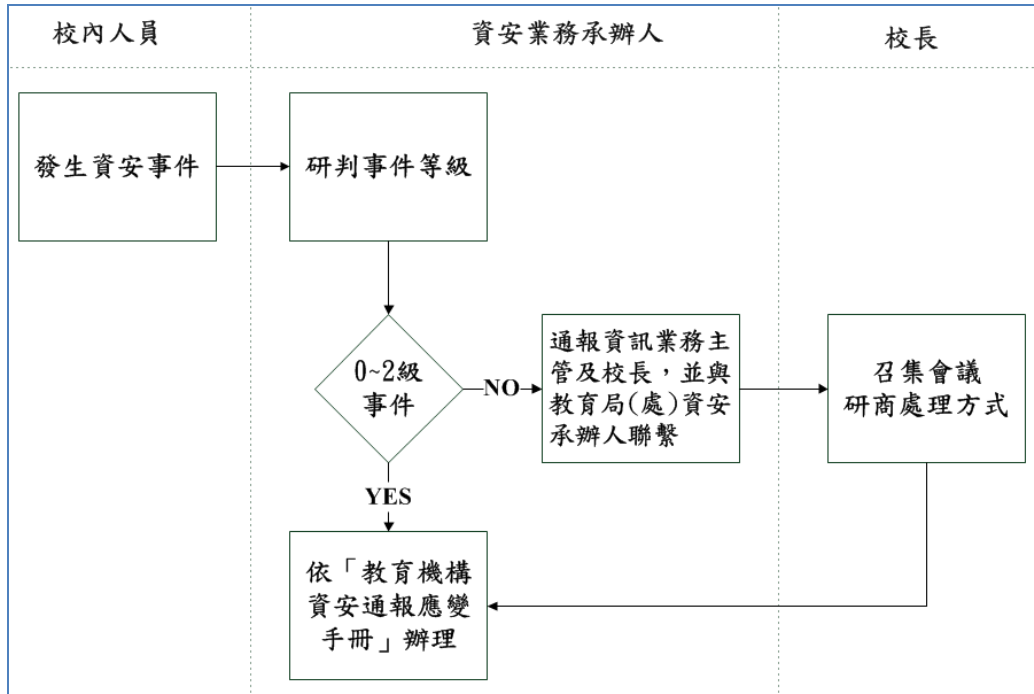 校內人員
資安業務承辦人
校長
發生資安事件
研判事件等級
0~2級
事件
NO
通報資訊業務主
管及校長，並與
教育局(處)資安
承辦人聯繫
召集會議
研商處理方式
YES
依「教育機構
資安通報應變
手冊」辦理